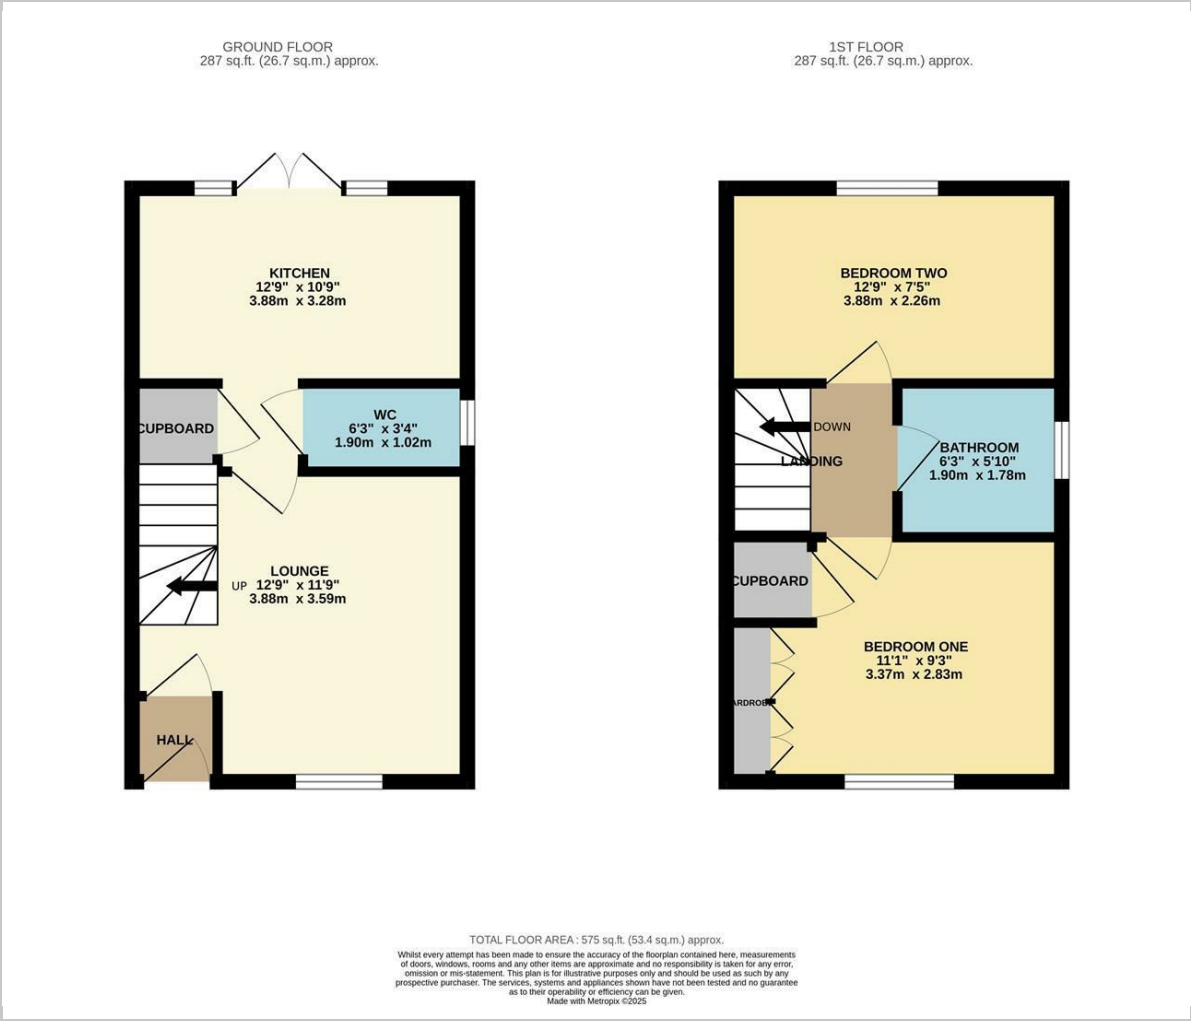 GROUND FLOOR
287 sq.ft. (26.7 sq.m.) approx.
1ST FLOOR
287 sq.ft. (26.7 sq.m.) approx.
KITCHEN
12'9" x 10'9"
3.88m x 3.28m
CUPBOARD
WC
6'3" x 3'4"
1.90m x 1.02m
LOUNGE
UP 12'9" x 11'9"
3.88m x 3.59m
HALL
BEDROOM TWO
12'9" x 7'5"
3.88m x 2.26m
DOWN
LANDING
BATHROOM
6'3" x 5'10"
1.90m x 1.78m
CUPBOARD
BEDROOM ONE
11'1" x 9'3"
3.37m x 2.83m
ARDROB
TOTAL FLOOR AREA : 575 sq.ft. (53.4 sq.m.) approx.
Whilst every attempt has been made to ensure the accuracy of the floorplan contained here, measurements
of doors, windows, rooms and any other items are approximate and no responsibility is taken for any error,
omission or mis-statement. This plan is for illustrative purposes only and should be used as such by any
prospective purchaser. The services, systems and appliances shown have not been tested and no guarantee
as to their operability or efficiency can be given.
Made with Metropix ©2025